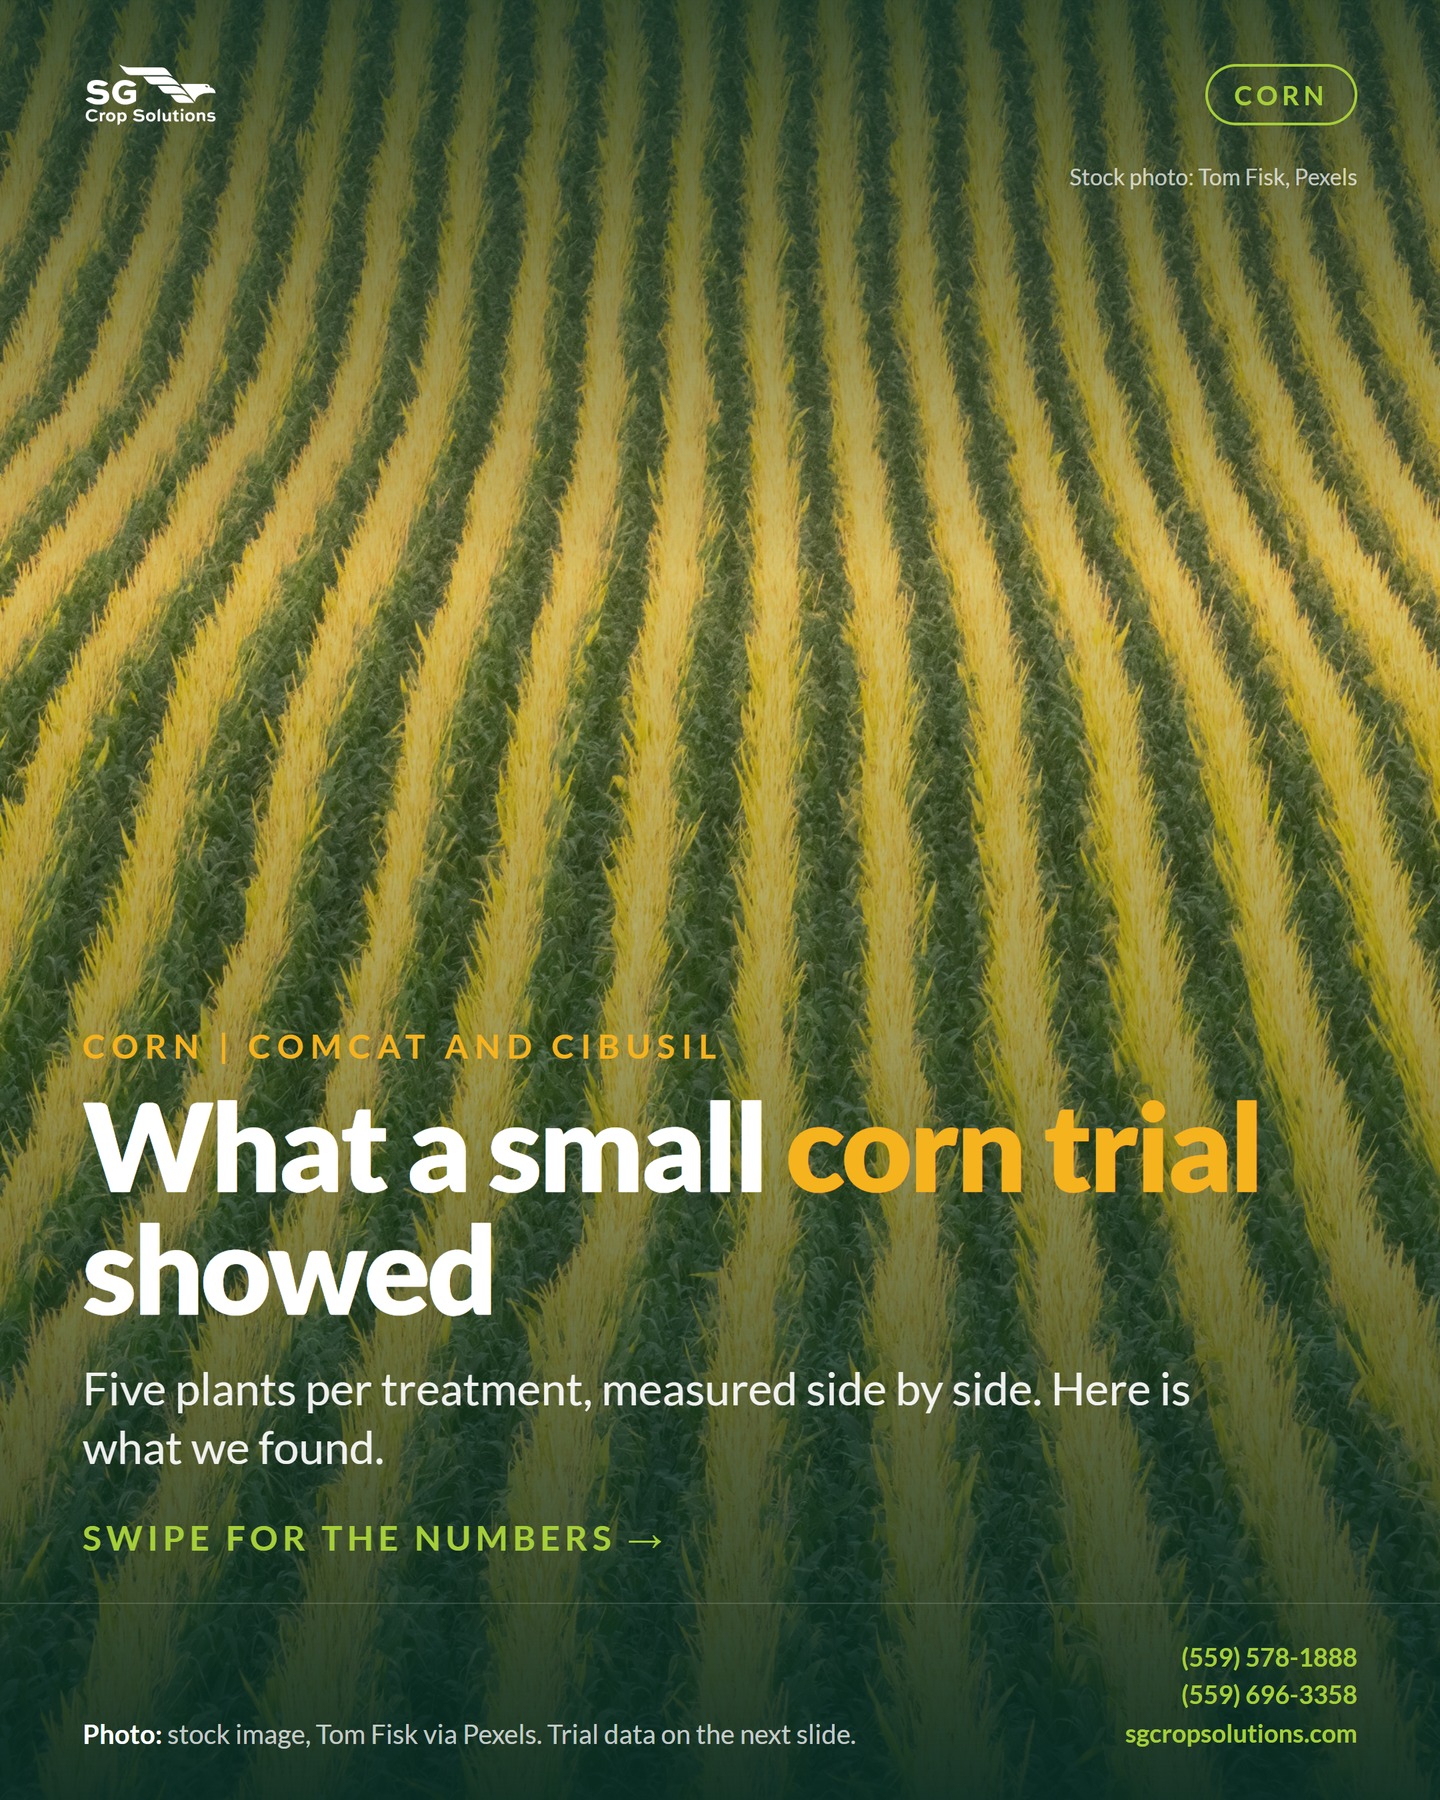 SG
Crop Solutions
CORN
Stock photo: Tom Fisk, Pexels
CORN | COMCAT AND CIBUSIL
What a small corn trial
showed
Five plants per treatment, measured side by side. Here is
what we found.
SWIPE FOR THE NUMBERS →
(559) 578-1888
(559) 696-3358
Photo: stock image, Tom Fisk via Pexels. Trial data on the next slide.
sgcropsolutions.com